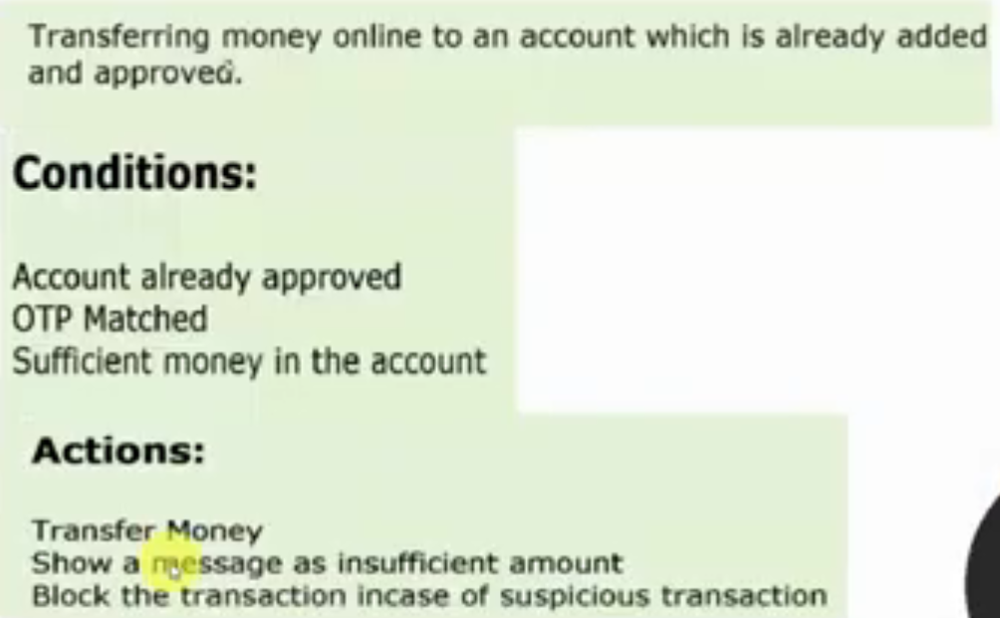 Transferring money online to an account which is already added
and approved.
Conditions:
Account already approved
OTP Matched
Sufficient money in the account
Actions:
Transfer Money
Show a message as insufficient amount
Block the transaction incase of suspicious transaction